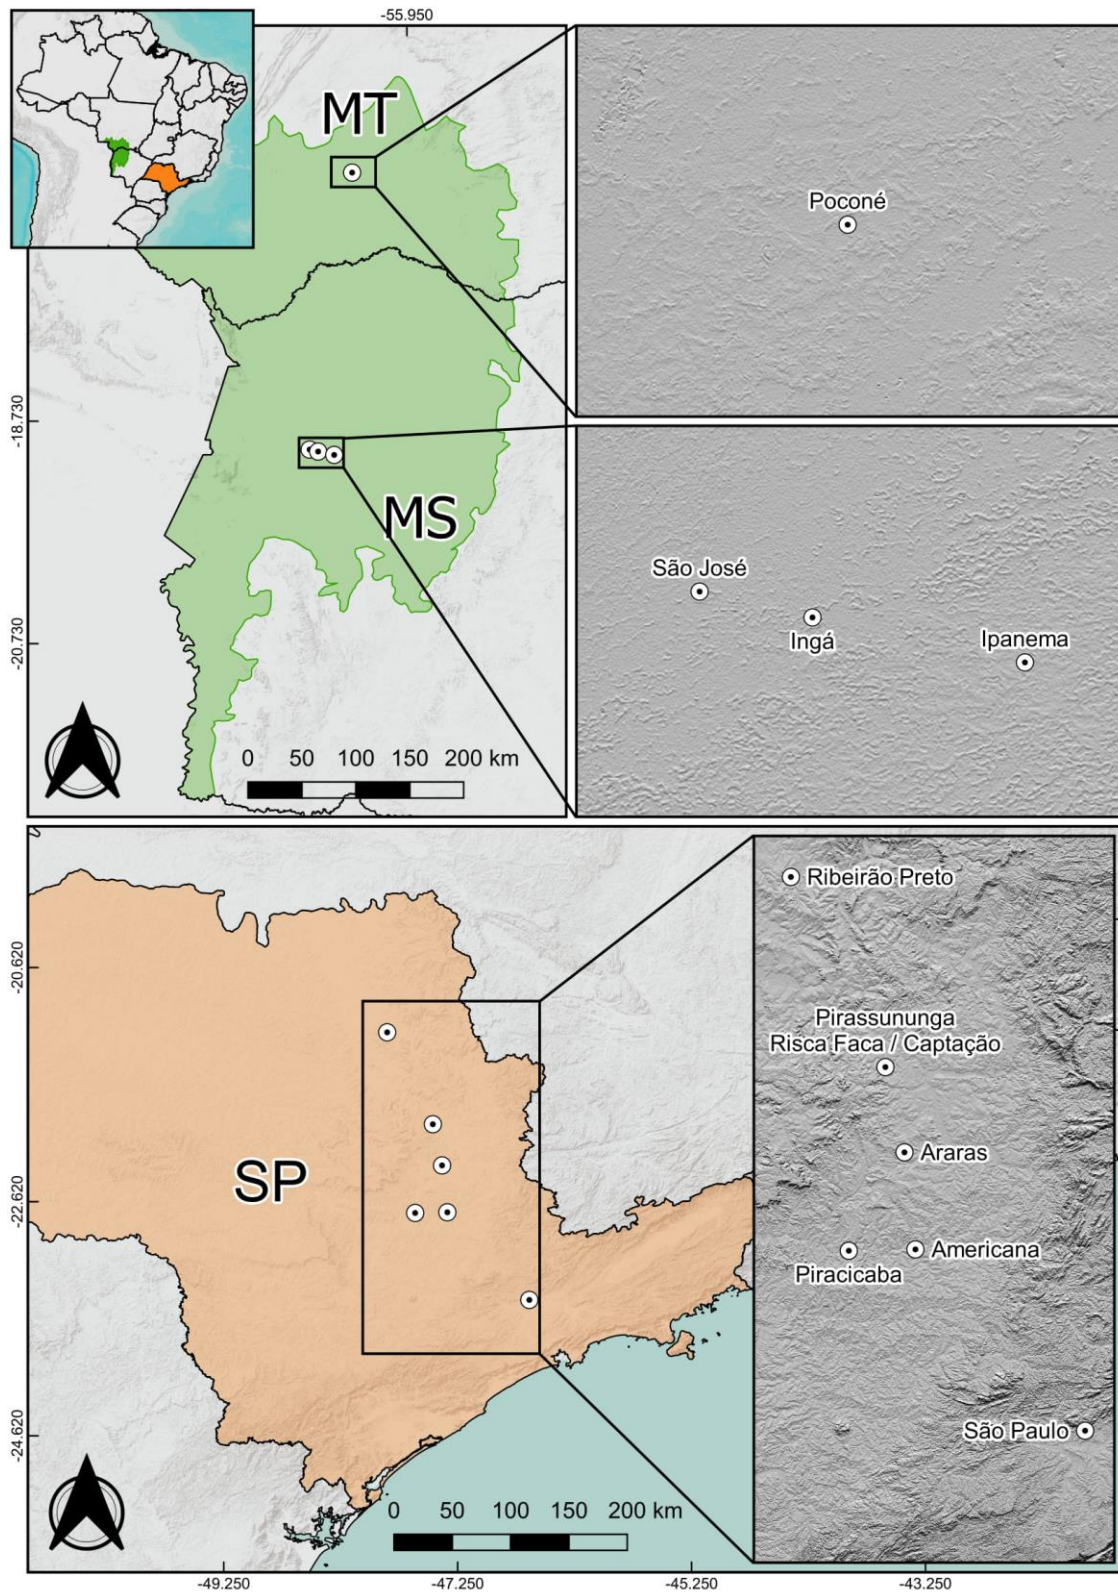 -55.950
MT
Poconé
-18.730
MS
São José
Ingá
Ipanema
-20.730
0 50 100 150 200 km
Ribeirão Preto
-20.620
Pirassununga
Risca Faca / Captação
Araras
SP
-22.620
Americana
Piracicaba
São Paulo
-24.620
0 50 100 150 200 km
-49.250 -47.250 -45.250 -43.250